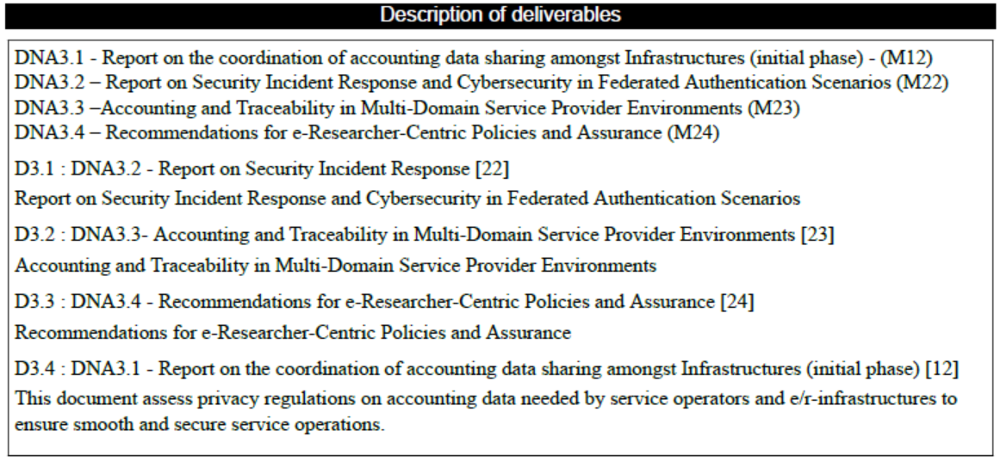 Description of deliverables
DNA3.1 - Report on the coordination of accounting data sharing amongst Infrastructures (initial phase) - (M12)
DNA3.2 – Report on Security Incident Response and Cybersecurity in Federated Authentication Scenarios (M22)
DNA3.3 –Accounting and Traceability in Multi-Domain Service Provider Environments (M23)
DNA3.4 – Recommendations for e-Researcher-Centric Policies and Assurance (M24)
D3.1 : DNA3.2 - Report on Security Incident Response [22]
Report on Security Incident Response and Cybersecurity in Federated Authentication Scenarios
D3.2 : DNA3.3- Accounting and Traceability in Multi-Domain Service Provider Environments [23]
Accounting and Traceability in Multi-Domain Service Provider Environments
D3.3 : DNA3.4 - Recommendations for e-Researcher-Centric Policies and Assurance [24]
Recommendations for e-Researcher-Centric Policies and Assurance
D3.4 : DNA3.1 - Report on the coordination of accounting data sharing amongst Infrastructures (initial phase) [12]
This document assess privacy regulations on accounting data needed by service operators and e/r-infrastructures to
ensure smooth and secure service operations.